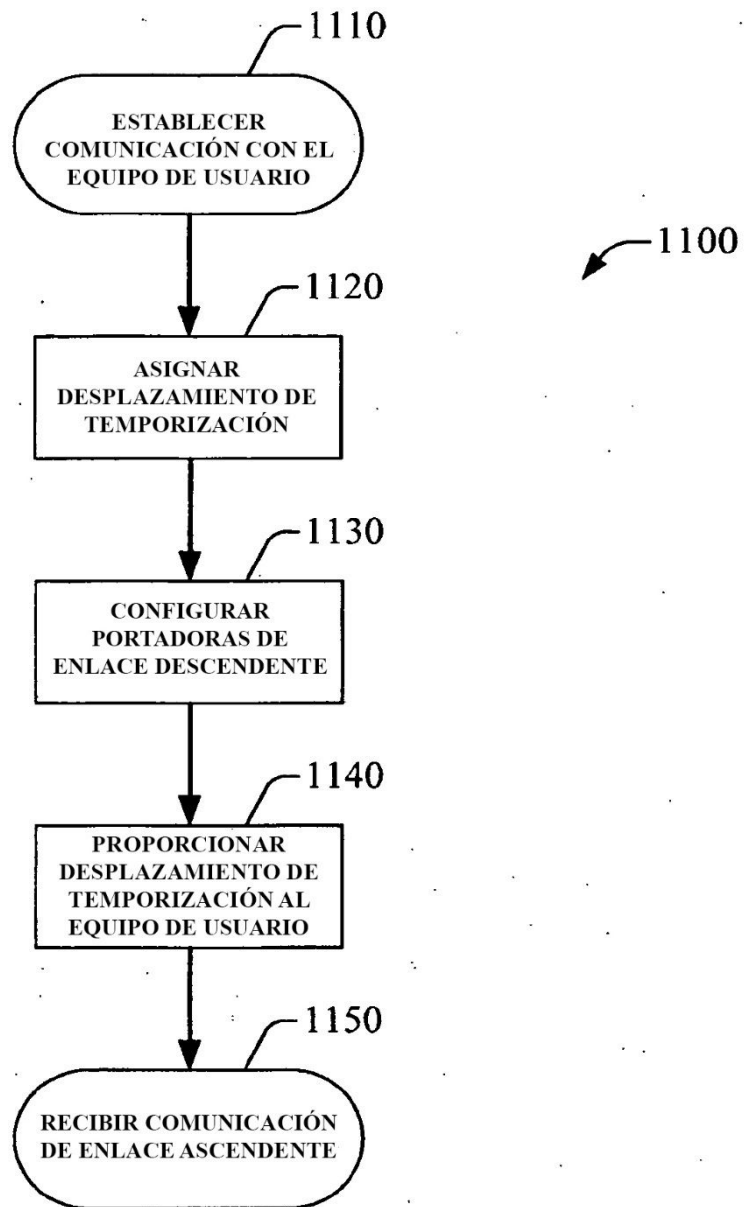 1110
ESTABLECER
COMUNICACIÓN CON EL
EQUIPO DE USUARIO
1100
1120
ASIGNAR
DESPLAZAMIENTO DE
TEMPORIZACIÓN
1130
CONFIGURAR
PORTADORAS DE
ENLACE DESCENDENTE
1140
PROPORCIONAR
DESPLAZAMIENTO DE
TEMPORIZACIÓN AL
EQUIPO DE USUARIO
1150
RECIBIR COMUNICACIÓN
DE ENLACE ASCENDENTE